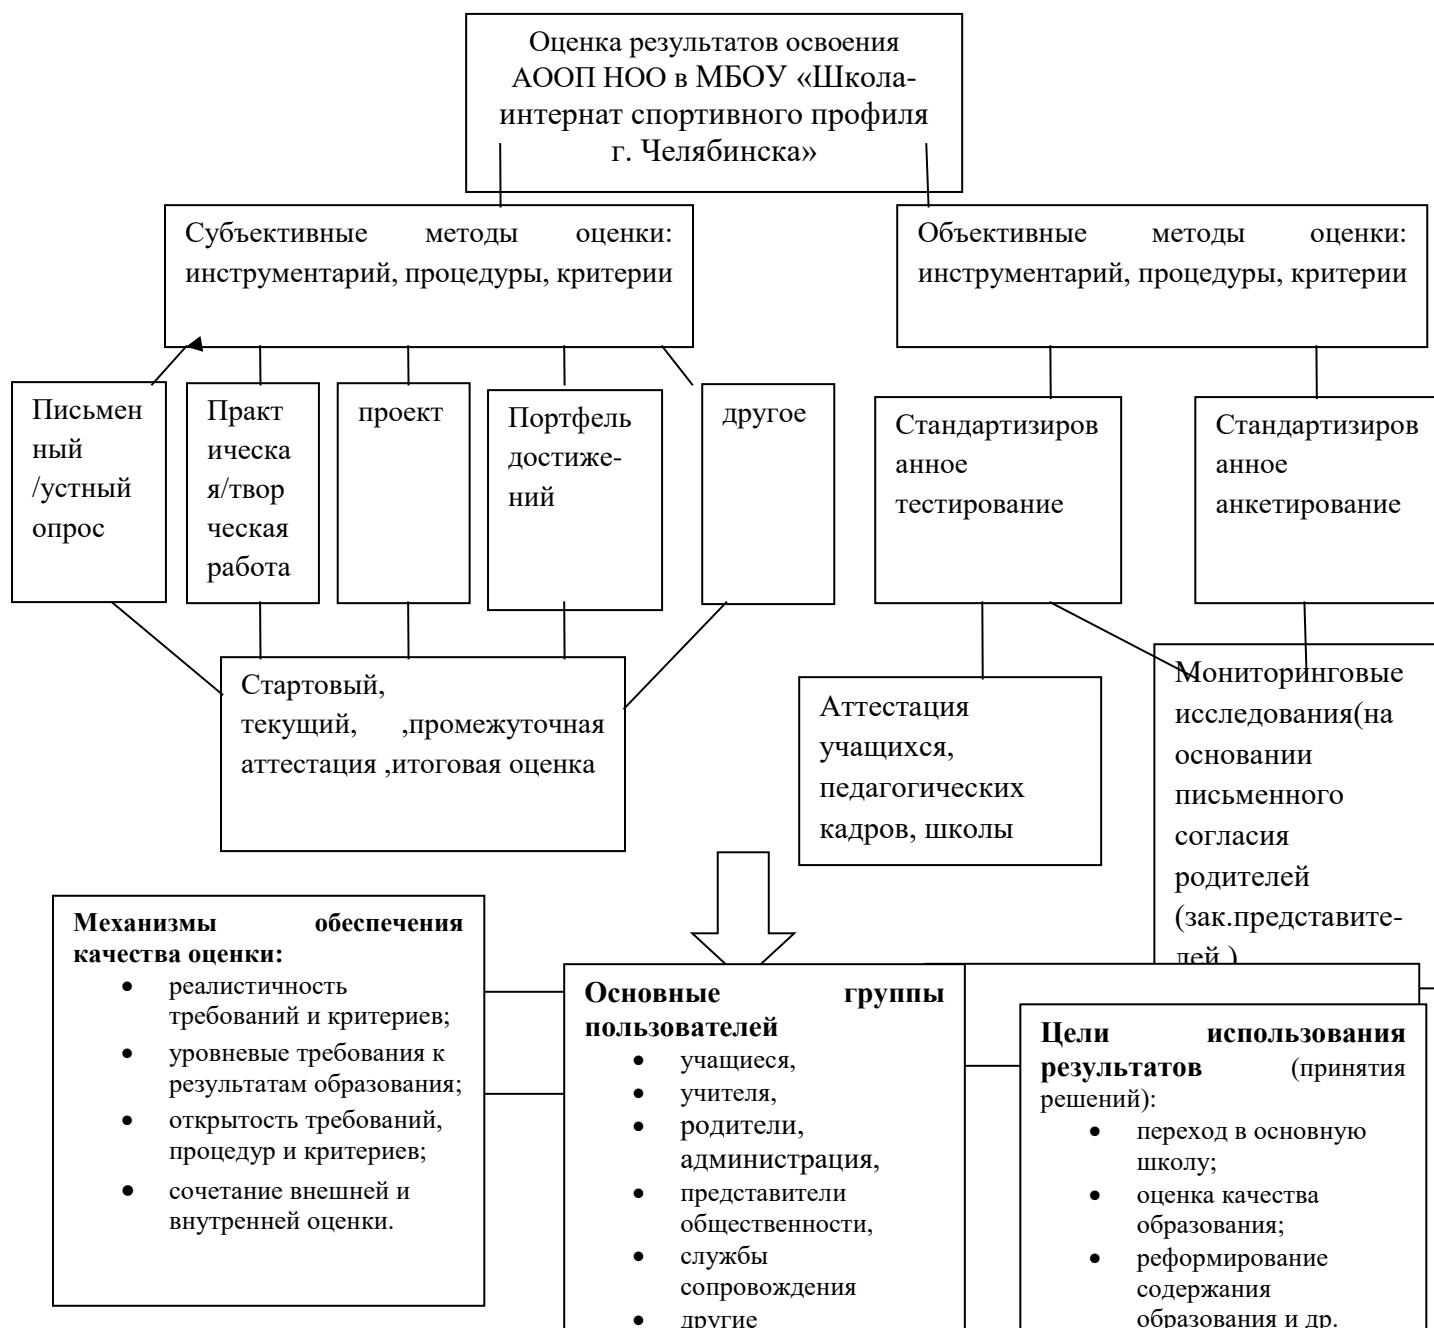 Оценка результатов освоения
АООП НОО в МБОУ «Школа-
интернат спортивного профиля
г. Челябинска»
Субъективные методы оценки:
инструментарий, процедуры, критерии
Объективные методы оценки:
инструментарий, процедуры, критерии
Письмен
ный
/устный
опрос
Практ
ическа
я/твор
ческая
работа
проект
Портфель
достиже-
ний
другое
Стандартизиров
анное
тестирование
Стандартизиров
анное
анкетирование
Стартовый,
текущий, ,промежуточная
аттестация ,итоговая оценка
Аттестация
учащихся,
педагогических
кадров, школы
Мониторинговые
исследования(на
основании
письменного
согласия
родителей
(зак.представите-
лей )
Механизмы обеспечения
качества оценки:
• реалистичность
требований и критериев;
• уровневые требования к
результатам образования;
• открытость требований,
процедур и критериев;
• сочетание внешней и
внутренней оценки.
Основные группы
пользователей
• учащиеся,
• учителя,
• родители,
администрация,
• представители
общественности,
• службы
сопровождения
• другие
Цели использования
результатов (принятия
решений):
• переход в основную
школу;
• оценка качества
образования;
• реформирование
содержания
образования и др.